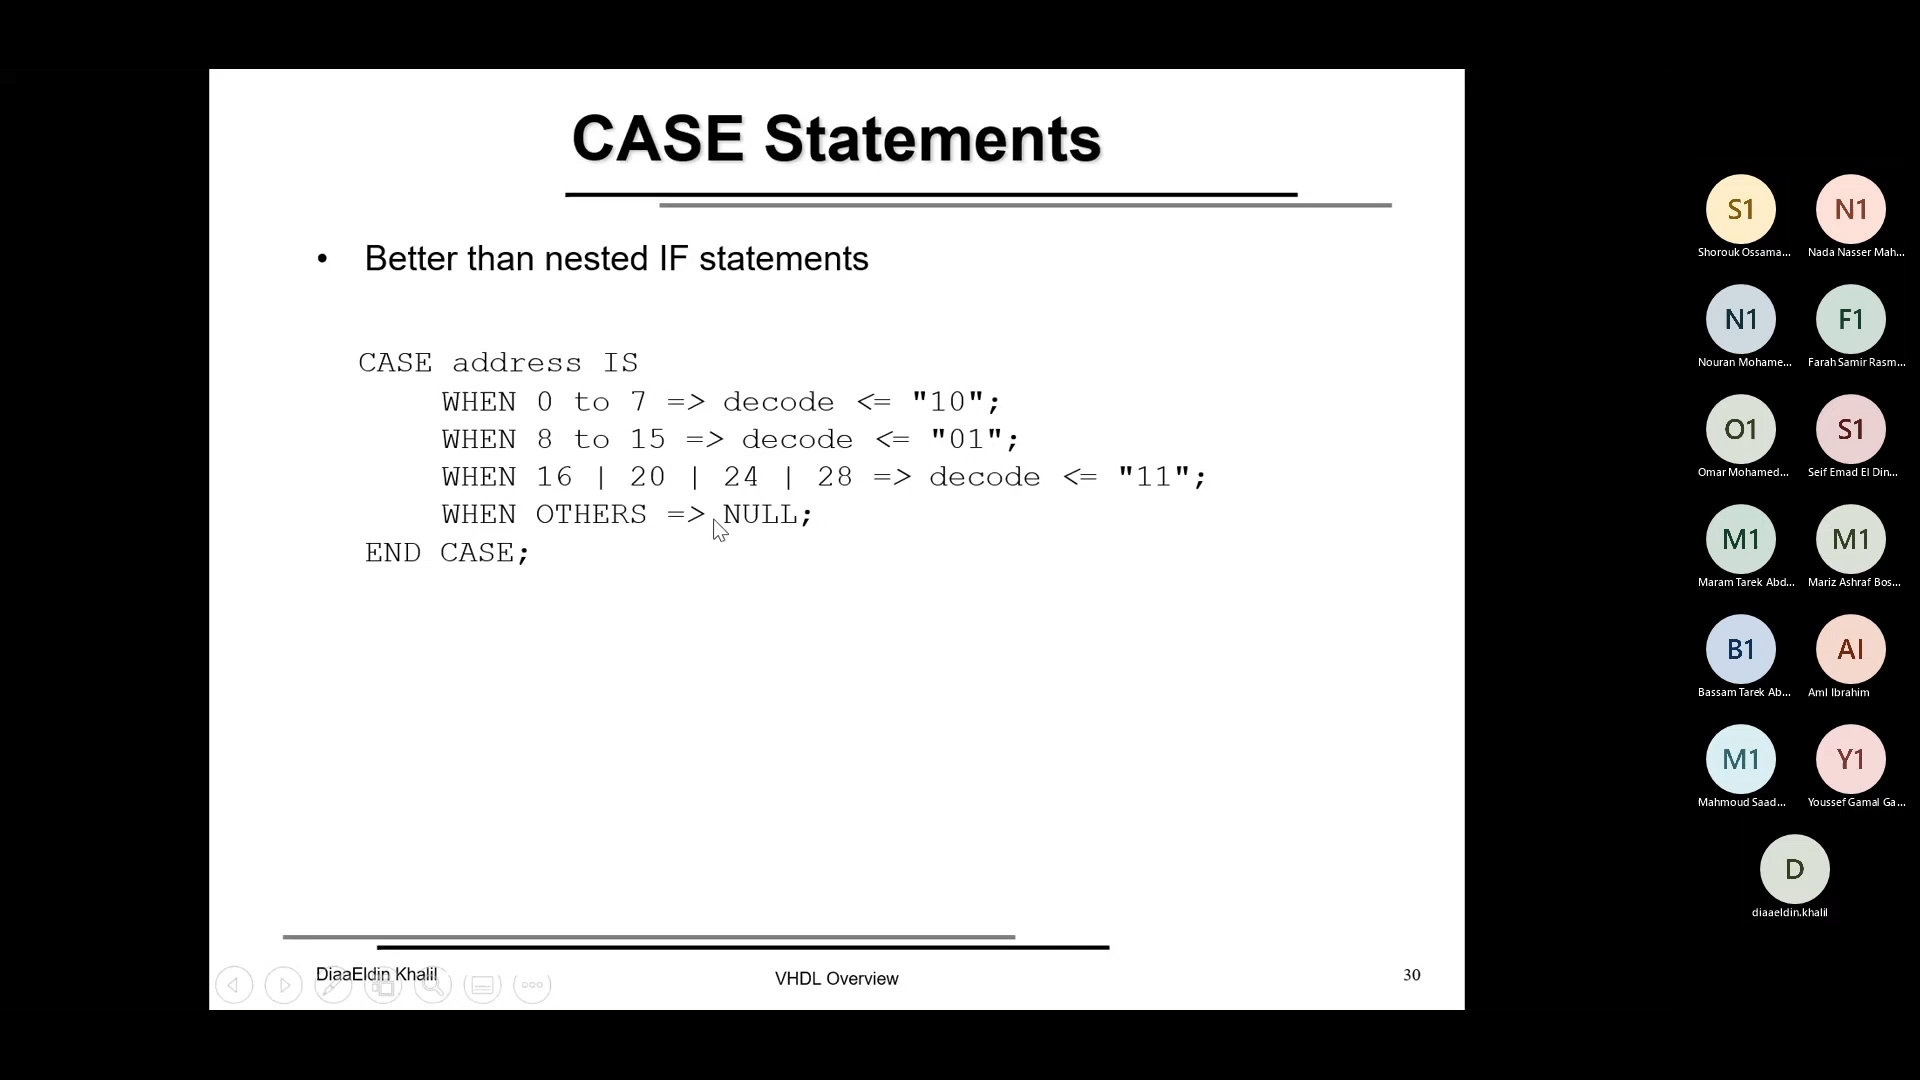 CASE Statements
• Better than nested IF statements
CASE address IS
WHEN 0 to 7 => decode <= "10";
WHEN 8 to 15 => decode <= "01";
WHEN 16 | 20 | 24 | 28 => decode <= "11";
WHEN OTHERS => NULL;
END CASE;
DiaaEldin Khalil
VHDL Overview
30
S1
N1
Shorouk Ossama...
Nada Nasser Mah...
N1
F1
Nouran Mohame...
Farah Samir Rasm...
O1
S1
Omar Mohamed...
Seif Emad El Din...
M1
M1
Maram Tarek Abd...
Mariz Ashraf Bos...
B1
AI
Bassam Tarek Ab...
Aml Ibrahim
M1
Y1
Mahmoud Saad...
Youssef Gamal Ga...
D
diaaeldin.khalil